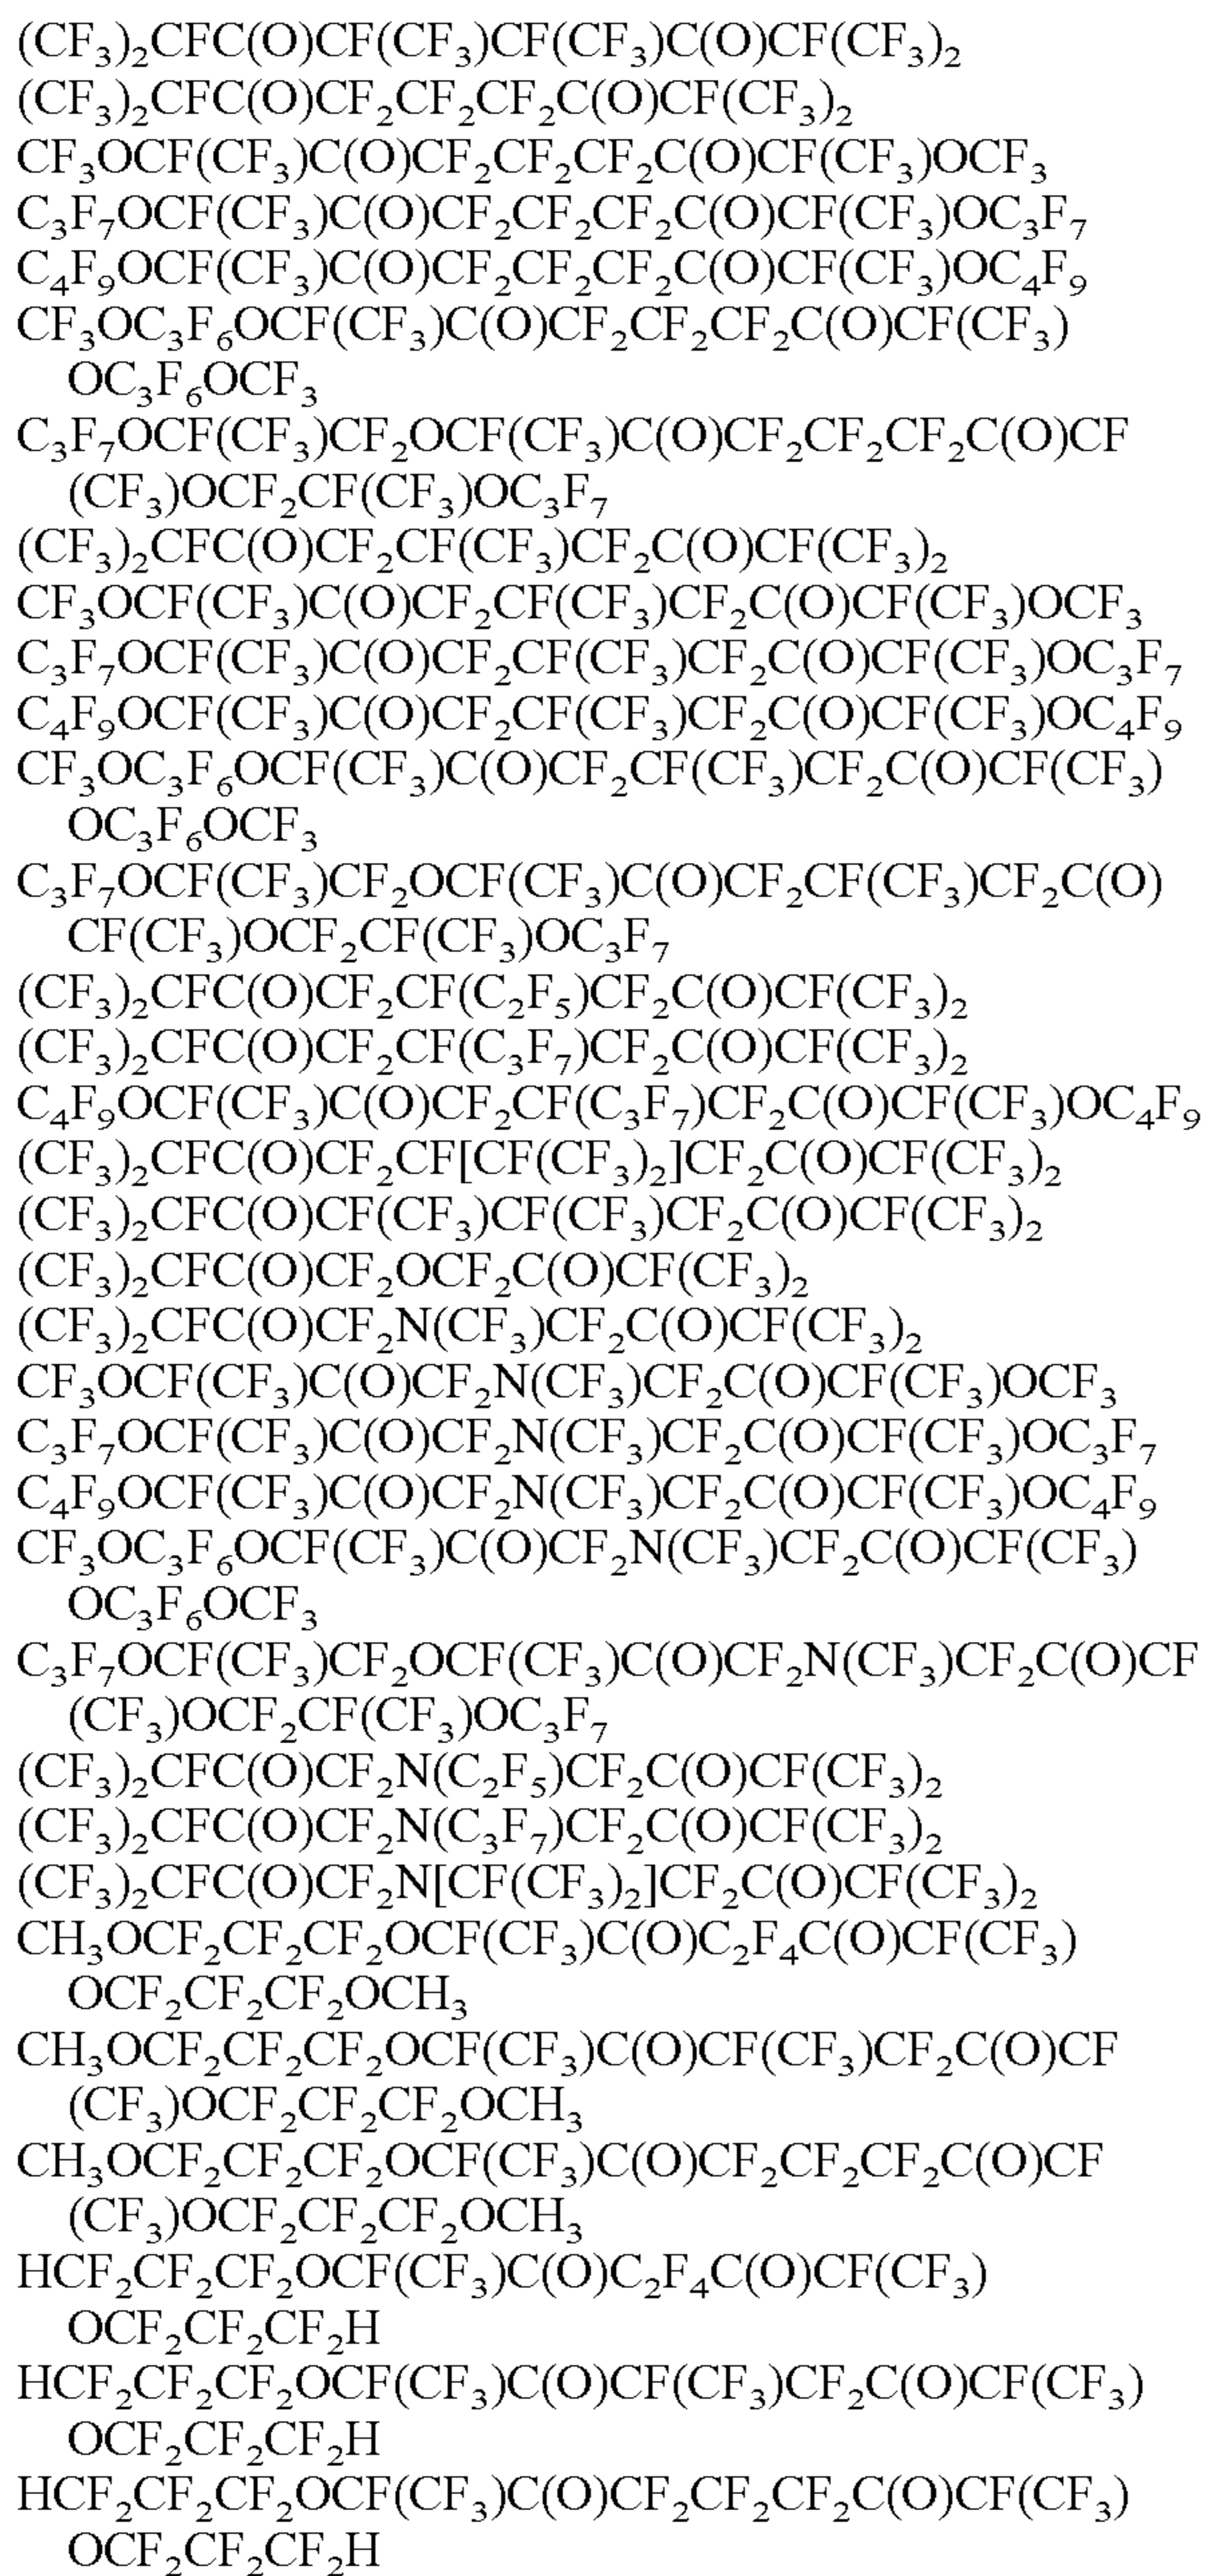 (CF₃)₂CFC(O)CF(CF₃)CF(CF₃)C(O)CF(CF₃)₂
(CF₃)₂CFC(O)CF₂CF₂CF₂C(O)CF(CF₃)₂
CF₃OCF(CF₃)C(O)CF₂CF₂CF₂C(O)CF(CF₃)OCF₃
C₃F₇OCF(CF₃)C(O)CF₂CF₂CF₂C(O)CF(CF₃)OC₃F₇
C₄F₉OCF(CF₃)C(O)CF₂CF₂CF₂C(O)CF(CF₃)OC₄F₉
CF₃OC₃F₆OCF(CF₃)C(O)CF₂CF₂CF₂C(O)CF(CF₃)
OC₃F₆OCF₃
C₃F₇OCF(CF₃)CF₂OCF(CF₃)C(O)CF₂CF₂CF₂C(O)CF
(CF₃)OCF₂CF(CF₃)OC₃F₇
(CF₃)₂CFC(O)CF₂CF(CF₃)CF₂C(O)CF(CF₃)₂
CF₃OCF(CF₃)C(O)CF₂CF(CF₃)CF₂C(O)CF(CF₃)OCF₃
C₃F₇OCF(CF₃)C(O)CF₂CF(CF₃)CF₂C(O)CF(CF₃)OC₃F₇
C₄F₉OCF(CF₃)C(O)CF₂CF(CF₃)CF₂C(O)CF(CF₃)OC₄F₉
CF₃OC₃F₆OCF(CF₃)C(O)CF₂CF(CF₃)CF₂C(O)CF(CF₃)
OC₃F₆OCF₃
C₃F₇OCF(CF₃)CF₂OCF(CF₃)C(O)CF₂CF(CF₃)CF₂C(O)
CF(CF₃)OCF₂CF(CF₃)OC₃F₇
(CF₃)₂CFC(O)CF₂CF(C₂F₅)CF₂C(O)CF(CF₃)₂
(CF₃)₂CFC(O)CF₂CF(C₃F₇)CF₂C(O)CF(CF₃)₂
C₄F₉OCF(CF₃)C(O)CF₂CF(C₃F₇)CF₂C(O)CF(CF₃)OC₄F₉
(CF₃)₂CFC(O)CF₂CF[CF(CF₃)₂]CF₂C(O)CF(CF₃)₂
(CF₃)₂CFC(O)CF(CF₃)CF(CF₃)CF₂C(O)CF(CF₃)₂
(CF₃)₂CFC(O)CF₂OCF₂C(O)CF(CF₃)₂
(CF₃)₂CFC(O)CF₂N(CF₃)CF₂C(O)CF(CF₃)₂
CF₃OCF(CF₃)C(O)CF₂N(CF₃)CF₂C(O)CF(CF₃)OCF₃
C₃F₇OCF(CF₃)C(O)CF₂N(CF₃)CF₂C(O)CF(CF₃)OC₃F₇
C₄F₉OCF(CF₃)C(O)CF₂N(CF₃)CF₂C(O)CF(CF₃)OC₄F₉
CF₃OC₃F₆OCF(CF₃)C(O)CF₂N(CF₃)CF₂C(O)CF(CF₃)
OC₃F₆OCF₃
C₃F₇OCF(CF₃)CF₂OCF(CF₃)C(O)CF₂N(CF₃)CF₂C(O)CF
(CF₃)OCF₂CF(CF₃)OC₃F₇
(CF₃)₂CFC(O)CF₂N(C₂F₅)CF₂C(O)CF(CF₃)₂
(CF₃)₂CFC(O)CF₂N(C₃F₇)CF₂C(O)CF(CF₃)₂
(CF₃)₂CFC(O)CF₂N[CF(CF₃)₂]CF₂C(O)CF(CF₃)₂
CH₃OCF₂CF₂CF₂OCF(CF₃)C(O)C₂F₄C(O)CF(CF₃)
OCF₂CF₂CF₂OCH₃
CH₃OCF₂CF₂CF₂OCF(CF₃)C(O)CF(CF₃)CF₂C(O)CF
(CF₃)OCF₂CF₂CF₂OCH₃
CH₃OCF₂CF₂CF₂OCF(CF₃)C(O)CF₂CF₂CF₂C(O)CF
(CF₃)OCF₂CF₂CF₂OCH₃
HCF₂CF₂CF₂OCF(CF₃)C(O)C₂F₄C(O)CF(CF₃)
OCF₂CF₂CF₂H
HCF₂CF₂CF₂OCF(CF₃)C(O)CF(CF₃)CF₂C(O)CF(CF₃)
OCF₂CF₂CF₂H
HCF₂CF₂CF₂OCF(CF₃)C(O)CF₂CF₂CF₂C(O)CF(CF₃)
OCF₂CF₂CF₂H